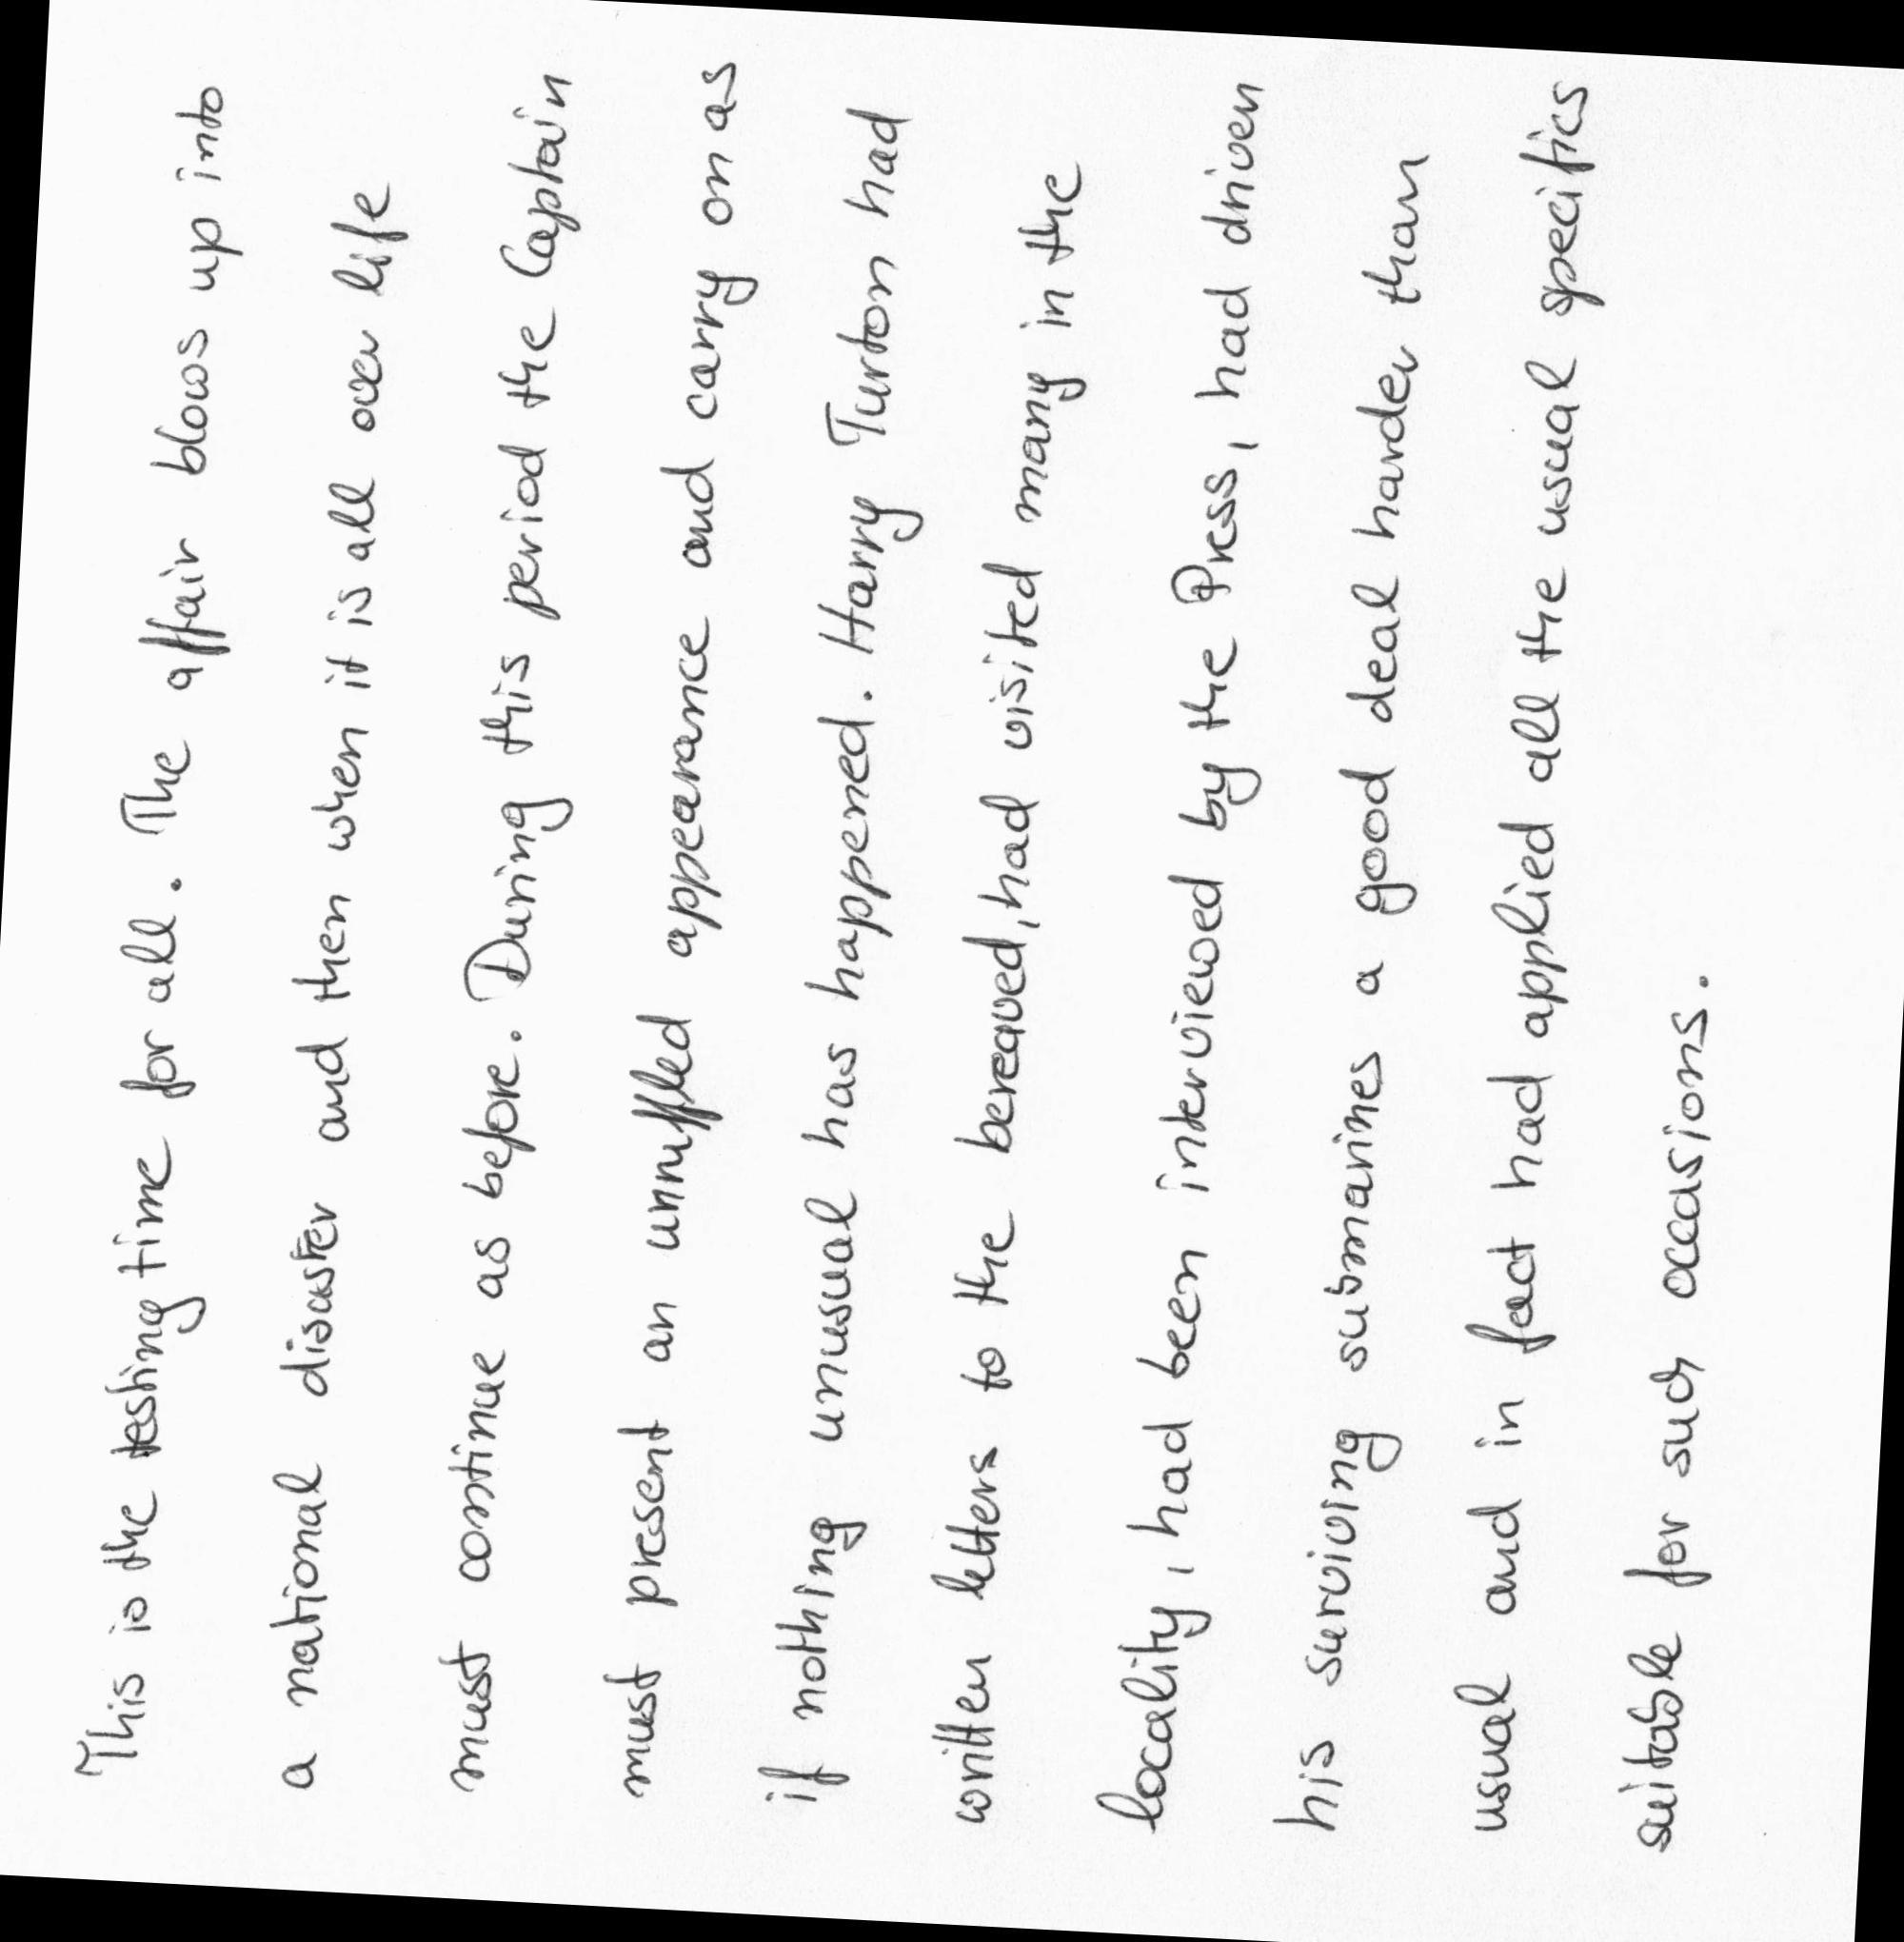 This is the testing time for all. The affair blows up into
a national disaster and then when it is all over life
must continue as before. During this period the Captain
must present an unruffled appearance and carry on as
if nothing unusual has happened. Harry Turton had
written letters to the bereaved, had visited many in the
locality, had been interviewed by the Press, had driven
his surviving submarines a good deal harder than
usual and in fact had applied all the usual specifics
suitable for such occasions.